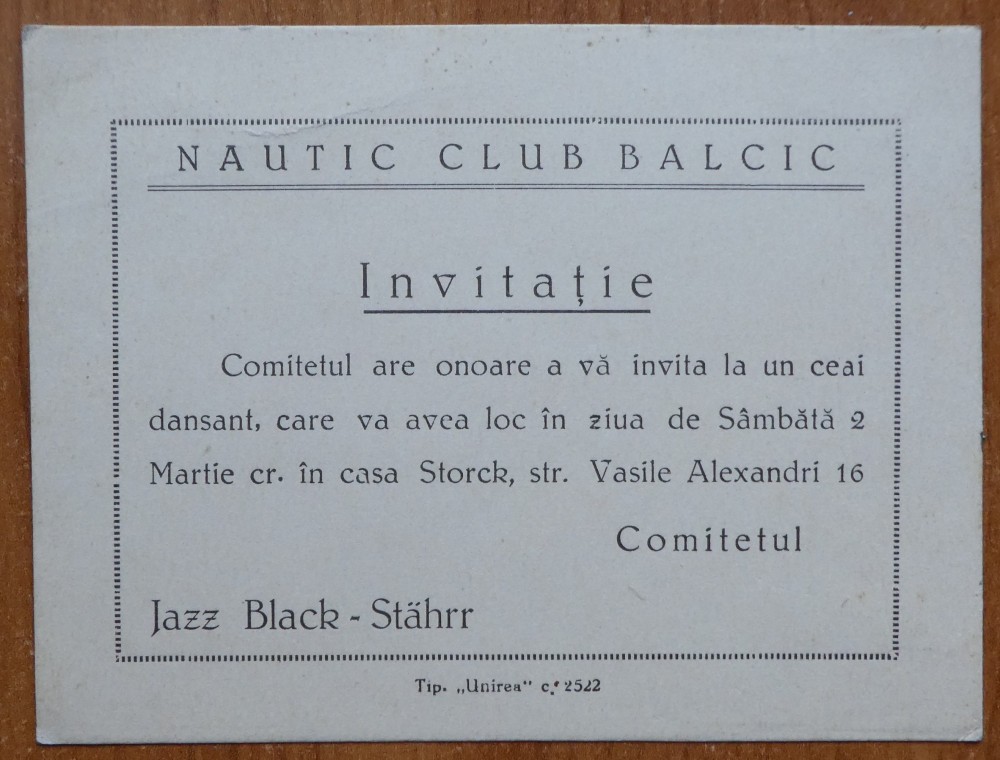 NAUTIC CLUB BALCIC
Invitaţie
Comitetul are onoare a vă invita la un ceai
dansant, care va avea loc în ziua de Sâmbătă 2
Martie cr. în casa Storck, str. Vasile Alexandri 16
Comitetul
Jazz Black - Stährr
Tip. „Unirea“ c. 2522